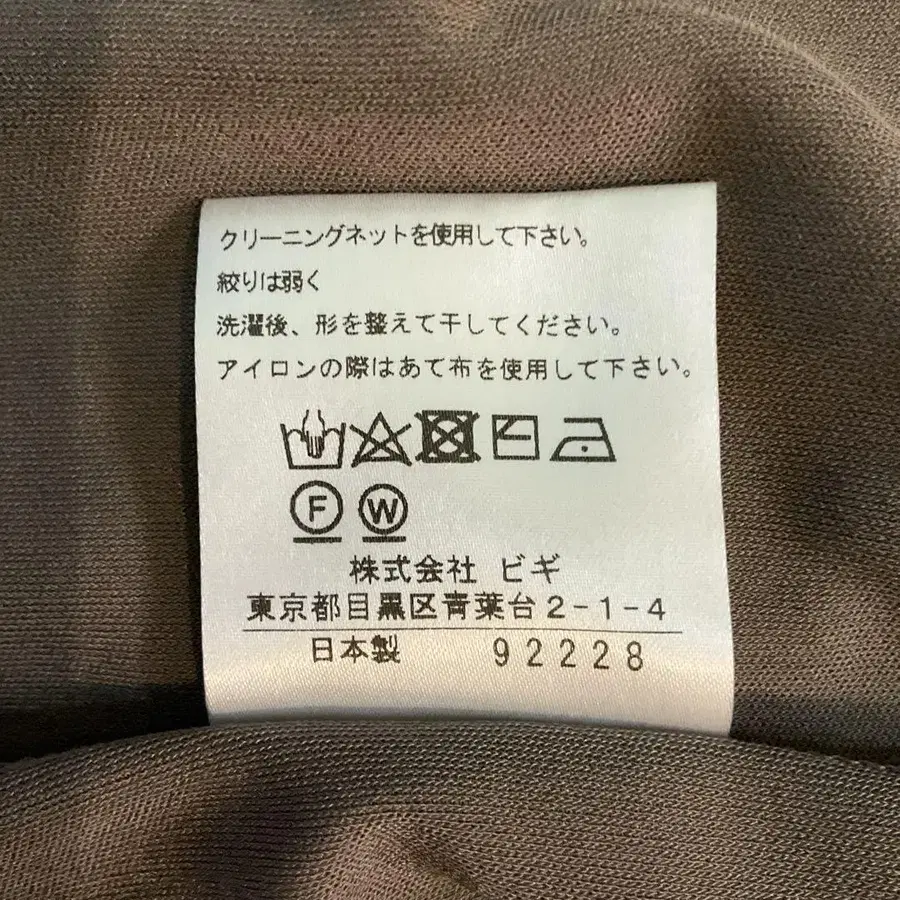 クリーニングネットを使用して下さい。
絞りは弱く
洗濯後、形を整えて干してください。
アイロンの際はあて布を使用して下さい。
F W
株式会社 ビギ
東京都目黒区青葉台2-1-4
日本製 92228